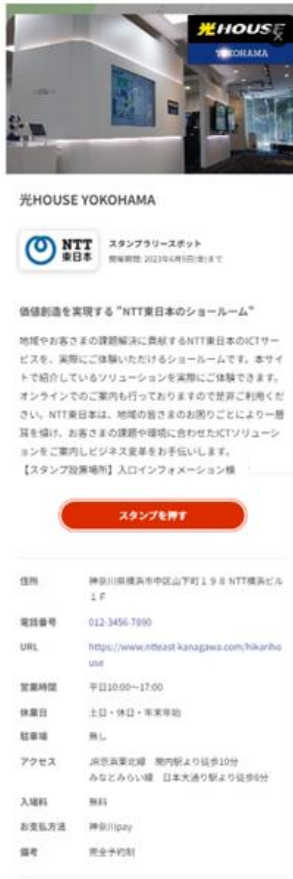 光HOUSE
YOKOHAMA
光HOUSE YOKOHAMA
NTT
東日本
スタンプラリースポット
開催期間: 2023年6月9日(金)まで
価値創造を実現する "NTT東日本のショールーム"
地域やお客さまの課題解決に貢献するNTT東日本のICTサー
ビスを、実際にご体験いただけるショールームです。本サイ
トで紹介しているソリューションを実際にご体験できます。
オンラインでのご案内も行っておりますので是非ご利用くだ
さい。NTT東日本は、地域の皆さまのお困りごとにより一層
耳を傾け、お客さまの課題や環境に合わせたICTソリューシ
ョンをご案内しビジネス変革をお手伝いします。
【スタンプ設置場所】入口インフォメーション横
スタンプを押す
住所 神奈川県横浜市中区山下町１９８ NTT横浜ビル
１Ｆ
電話番号 012-3456-7890
URL https://www.ntteast-kanagawa.com/hikariho
use
営業時間 平日10:00～17:00
休業日 土日・休日・年末年始
駐車場 無し
アクセス JR京浜東北線 関内駅より徒歩10分
みなとみらい線 日本大通り駅より徒歩6分
入場料 無料
お支払方法 神奈川pay
備考 完全予約制